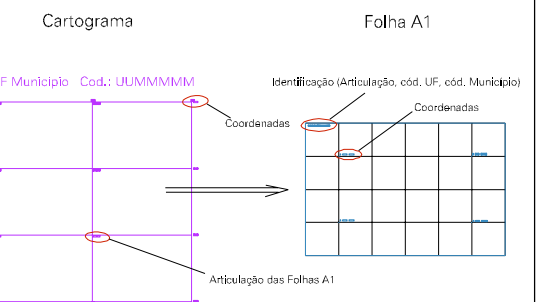 Cartograma
Folha A1
F Municipio Cod.: UUMMMMM
Identificação (Articulação, cód. UF, cód. Município)
Coordenadas
Coordenadas
Articulação das Folhas A1